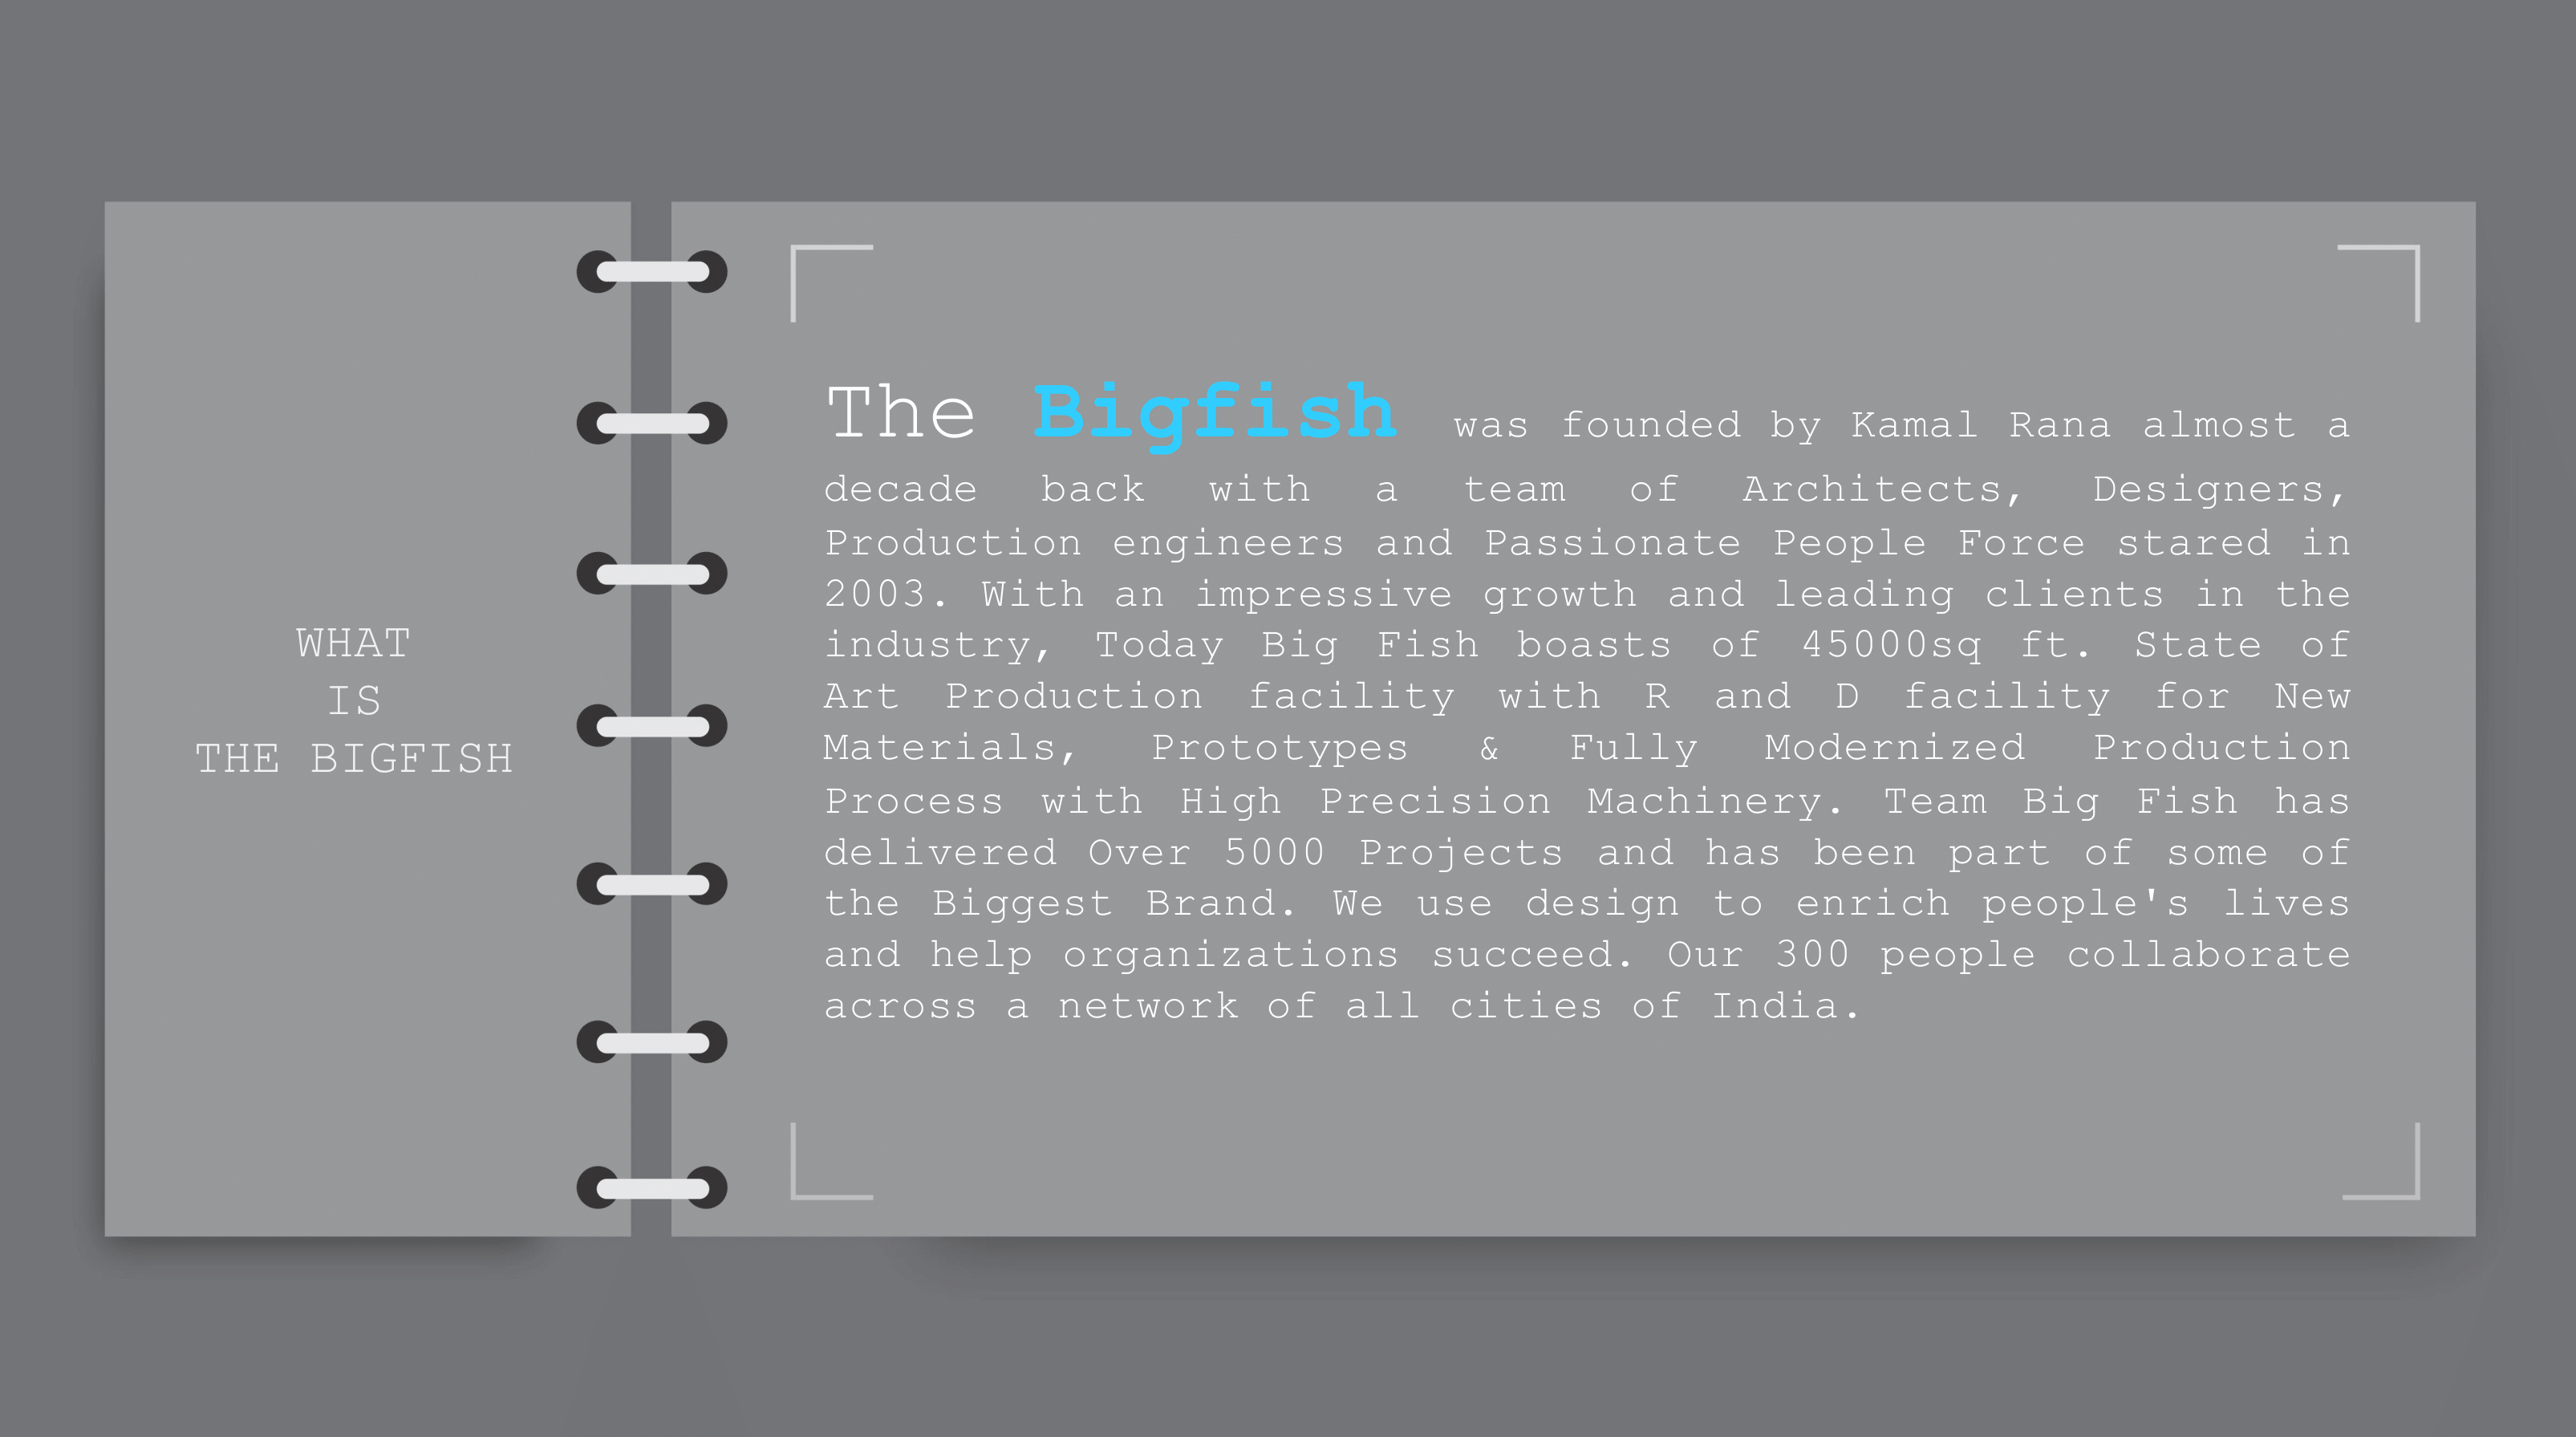 WHAT
IS
THE BIGFISH
The Bigfish was founded by Kamal Rana almost a
decade back with a team of Architects, Designers,
Production engineers and Passionate People Force stared in
2003. With an impressive growth and leading clients in the
industry, Today Big Fish boasts of 45000sq ft. State of
Art Production facility with R and D facility for New
Materials, Prototypes & Fully Modernized Production
Process with High Precision Machinery. Team Big Fish has
delivered Over 5000 Projects and has been part of some of
the Biggest Brand. We use design to enrich people's lives
and help organizations succeed. Our 300 people collaborate
across a network of all cities of India.